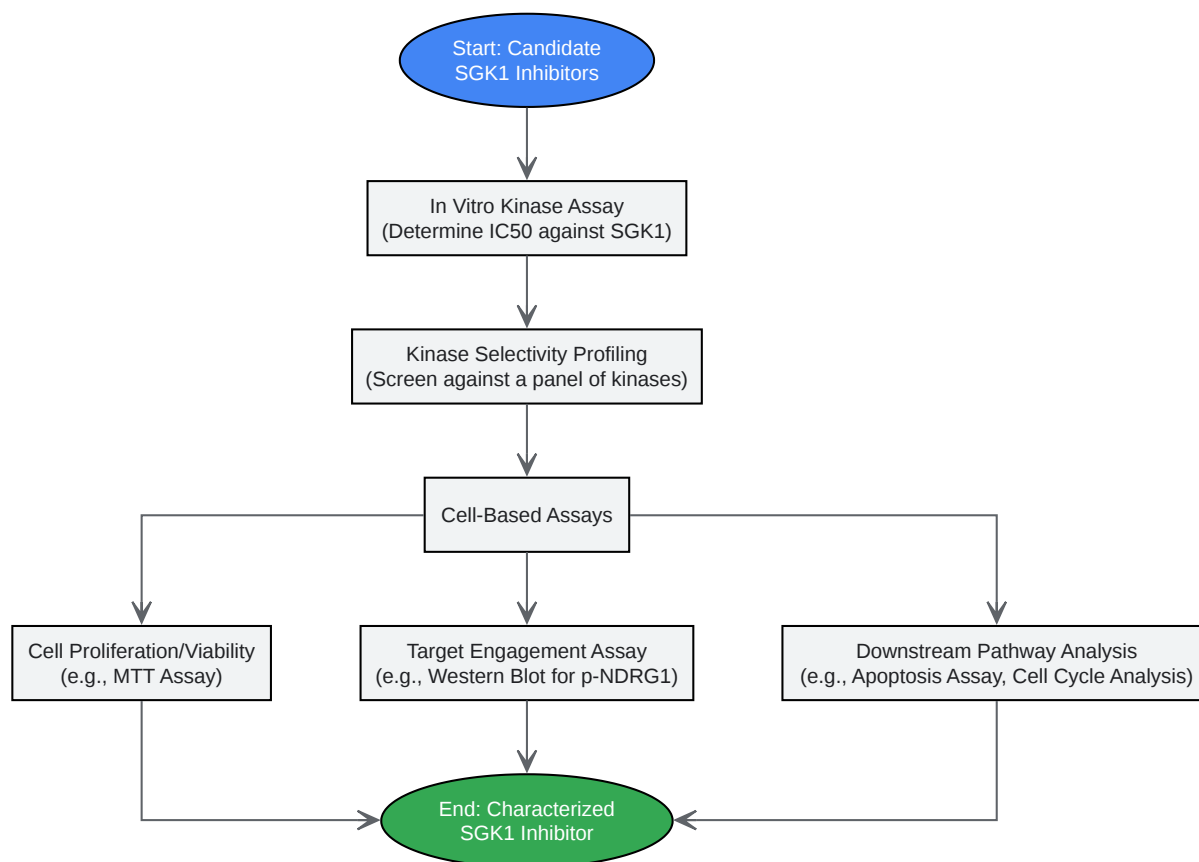 Start: Candidate
SGK1 Inhibitors
In Vitro Kinase Assay
(Determine IC50 against SGK1)
Kinase Selectivity Profiling
(Screen against a panel of kinases)
Cell-Based Assays
Cell Proliferation/Viability
(e.g., MTT Assay)
Target Engagement Assay
(e.g., Western Blot for p-NDRG1)
Downstream Pathway Analysis
(e.g., Apoptosis Assay, Cell Cycle Analysis)
End: Characterized
SGK1 Inhibitor